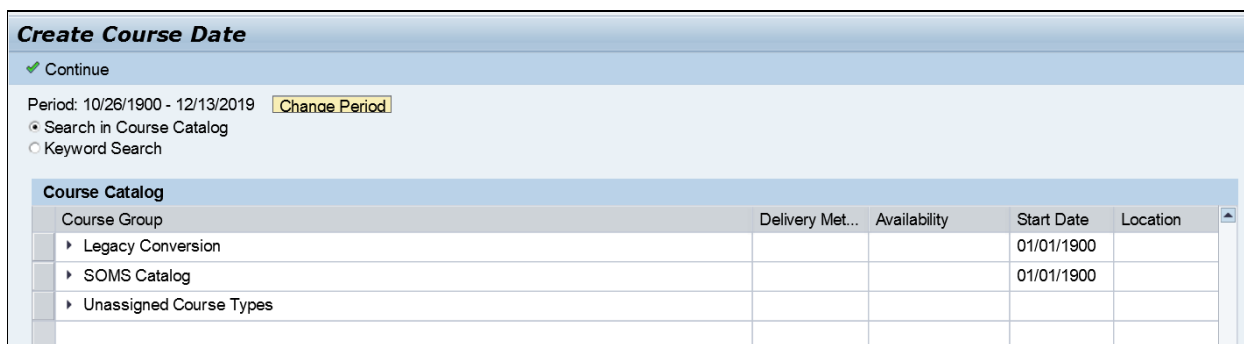 Create Course Date
Continue
Period: 10/26/1900 - 12/13/2019 Change Period
Search in Course Catalog
Keyword Search
Course Catalog
Course Group Delivery Met... Availability Start Date Location
Legacy Conversion 01/01/1900
SOMS Catalog 01/01/1900
Unassigned Course Types